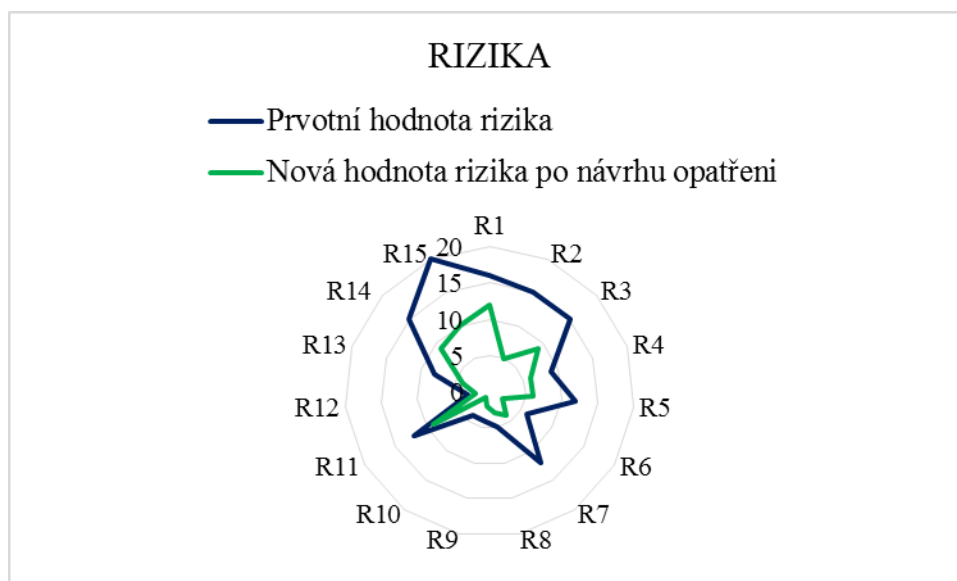 RIZIKA
Prvotní hodnota rizika
Nová hodnota rizika po návrhu opatřeni
R1
R2
R3
R4
R5
R6
R7
R8
R9
R10
R11
R12
R13
R14
R15
20
15
10
5
0